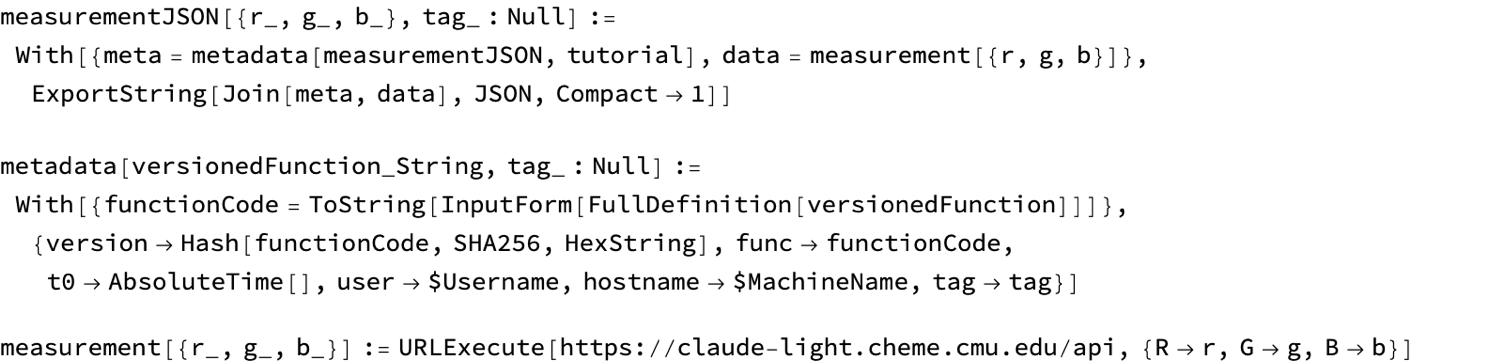 measurementJSON[{r_, g_, b_}, tag_ : Null] :=
With[{meta = metadata[measurementJSON, tutorial], data = measurement[{r, g, b}]},
ExportString[Join[meta, data], JSON, Compact → 1]]
metadata[versionedFunction_String, tag_ : Null] :=
With[{functionCode = ToString[InputForm[FullDefinition[versionedFunction]]]},
{version → Hash[functionCode, SHA256, HexString], func → functionCode,
t0 → AbsoluteTime[], user → $Username, hostname → $MachineName, tag → tag}]
measurement[{r_, g_, b_}] := URLExecute[https://claude-light.cheme.cmu.edu/api, {R → r, G → g, B → b}]